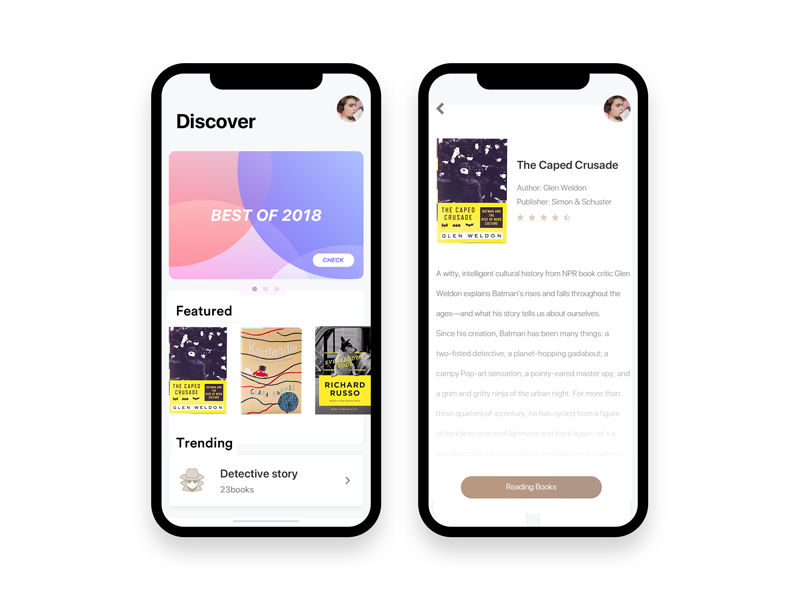 Discover
BEST OF 2018
CHECK
Featured
THE CAPED
CRUSADE
BATMAN AND
THE
RISE OF NERD
CULTURE
GLEN WELDON
RICHARD
RUSSO
Trending
Detective story
23books
The Caped Crusade
Author: Glen Weldon
Publisher: Simon & Schuster
THE CAPED
CRUSADE
BATMAN AND THE
RISE OF NERD
CULTURE
GLEN WELDON
A witty, intelligent cultural history from NPR book critic Glen
Weldon explains Batman's rises and falls throughout the
ages—and what his story tells us about ourselves.
Since his creation, Batman has been many things: a
two-fisted detective; a planet-hopping gadabout; a
campy Pop-art sensation; a pointy-eared master spy; and
a grim and gritty ninja of the urban night. For more than
three quarters of a century, he has cycled from a figure
of darkness to one of lightness and back again; he's a
Reading Books